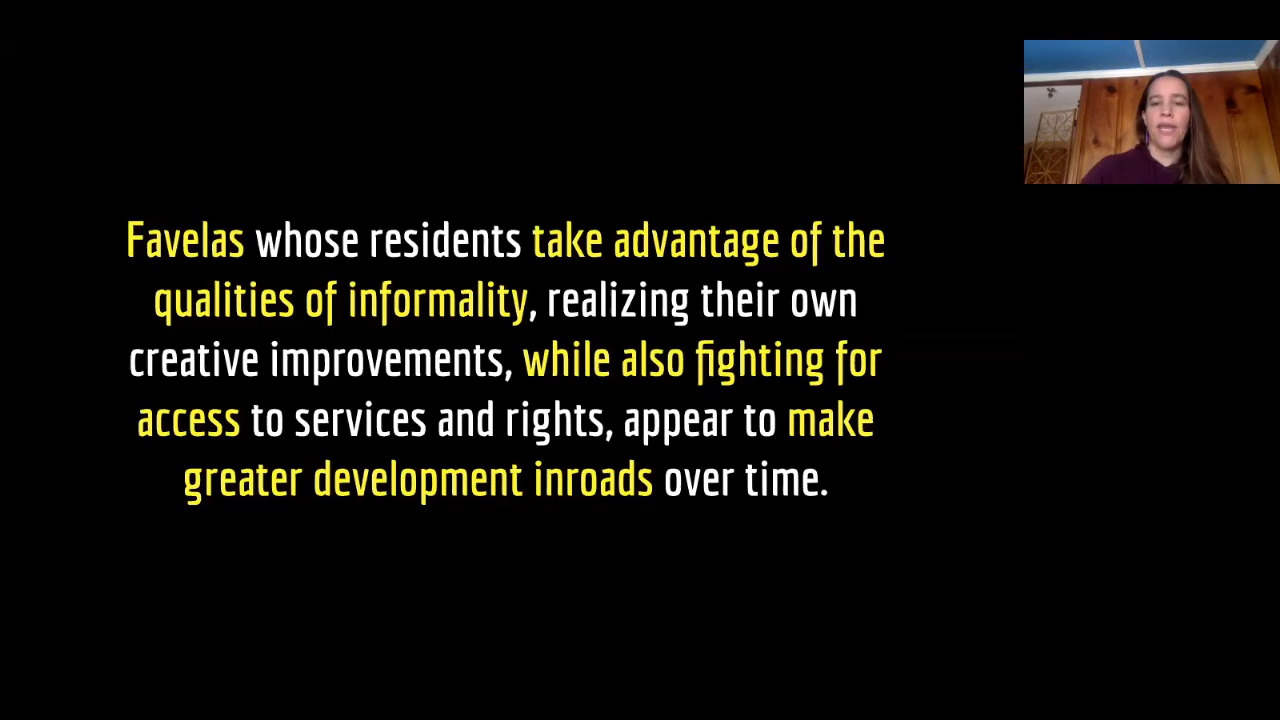 Favelas whose residents take advantage of the
qualities of informality, realizing their own
creative improvements, while also fighting for
access to services and rights, appear to make
greater development inroads over time.